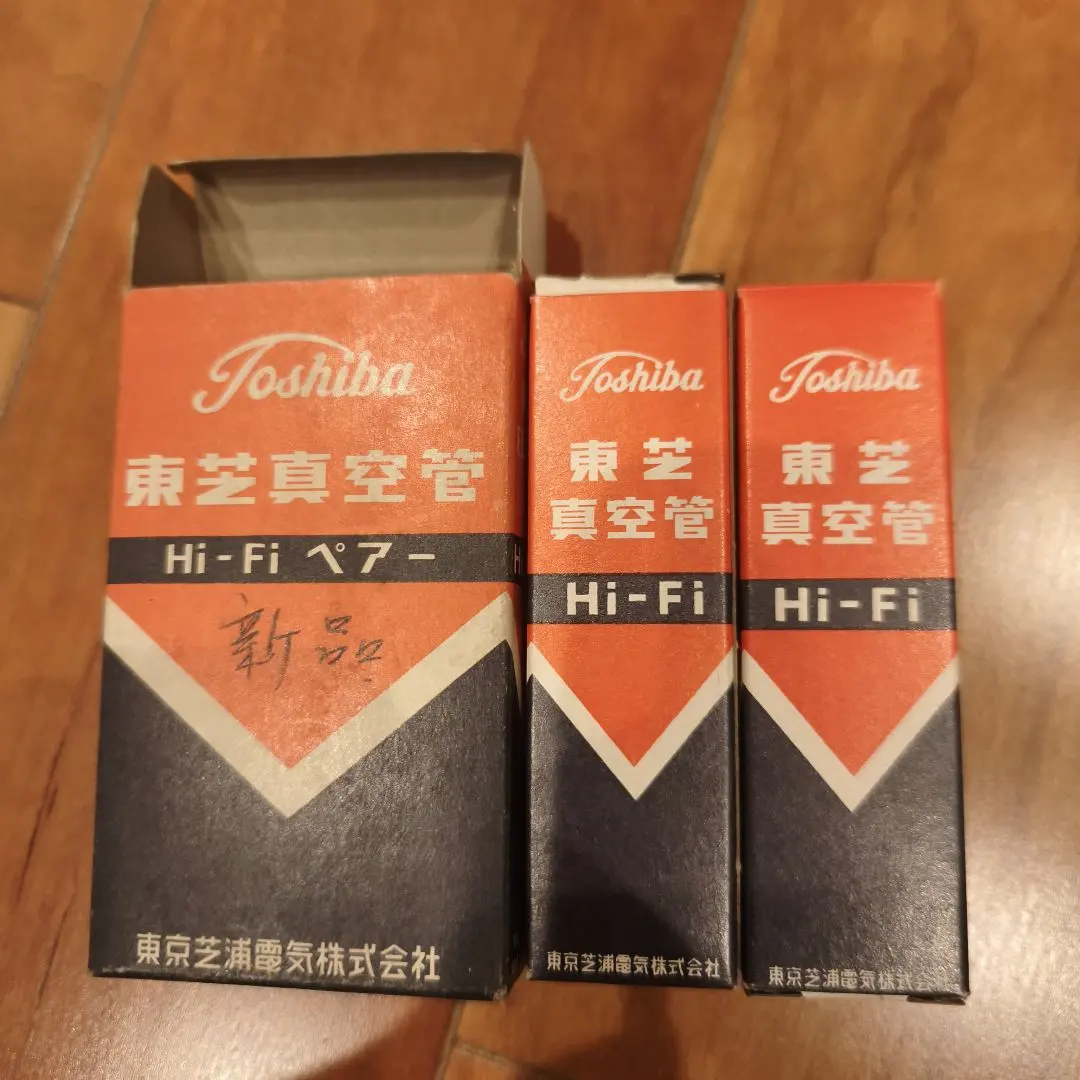 Toshiba
東芝真空管
Hi-Fi ペアー
新品
東京芝浦電気株式会社
Toshiba
東芝
真空管
Hi-Fi
東京芝浦電気株式会社
Toshiba
東芝
真空管
Hi-Fi
東京芝浦電気株式会社